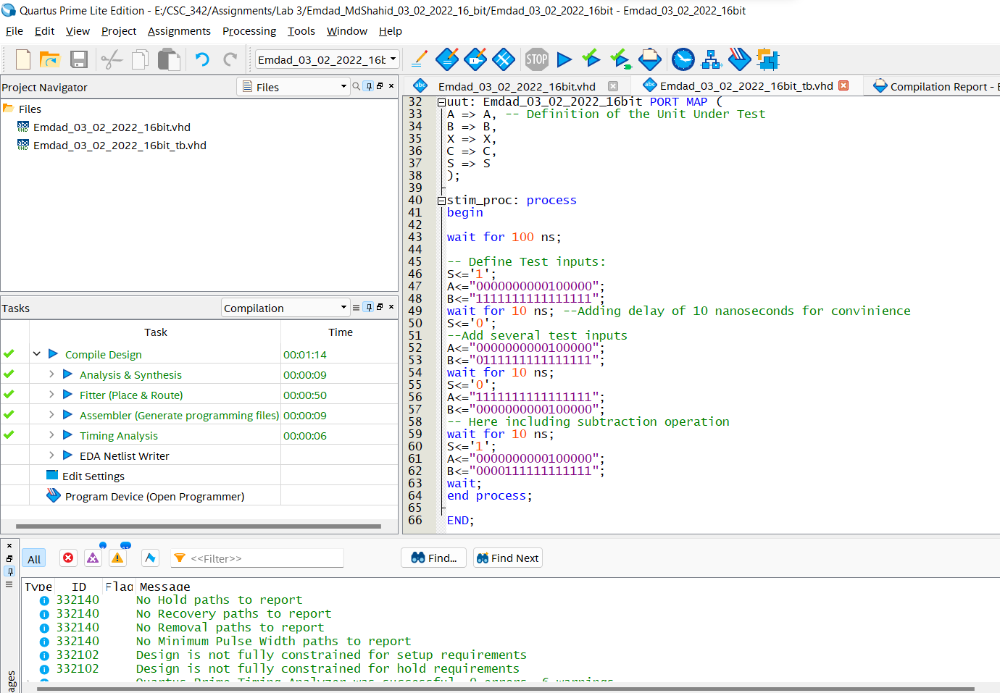 Quartus Prime Lite Edition - E:/CSC_342/Assignments/Lab 3/Emdad_MdShahid_03_02_2022_16_bit/Emdad_03_02_2022_16bit - Emdad_03_02_2022_16bit
File Edit View Project Assignments Processing Tools Window Help
Emdad_03_02_2022_16b
STOP
Project Navigator
Files
Files
Emdad_03_02_2022_16bit.vhd
Emdad_03_02_2022_16bit_tb.vhd
Tasks
Compilation
Task Time
Compile Design 00:01:14
Analysis & Synthesis 00:00:09
Fitter (Place & Route) 00:00:50
Assembler (Generate programming files) 00:00:09
Timing Analysis 00:00:06
EDA Netlist Writer
Edit Settings
Program Device (Open Programmer)
Emdad_03_02_2022_16bit.vhd Emdad_03_02_2022_16bit_tb.vhd Compilation Report - E
32 uut: Emdad_03_02_2022_16bit PORT MAP (
33 A => A, -- Definition of the Unit Under Test
34 B => B,
35 X => X,
36 C => C,
37 S => S
38 );
39
40 stim_proc: process
41 begin
42
43 wait for 100 ns;
44
45 -- Define Test inputs:
46 S<='1';
47 A<="0000000000100000";
48 B<="1111111111111111";
49 wait for 10 ns; --Adding delay of 10 nanoseconds for convinience
50 S<='0';
51 --Add several test inputs
52 A<="0000000000100000";
53 B<="0111111111111111";
54 wait for 10 ns;
55 S<='0';
56 A<="1111111111111111";
57 B<="0000000000100000";
58 -- Here including subtraction operation
59 wait for 10 ns;
60 S<='1';
61 A<="0000000000100000";
62 B<="0000111111111111";
63 wait;
64 end process;
65
66 END;
All <<Filter>> Find... Find Next
Type ID Flag Message
332140 No Hold paths to report
332140 No Recovery paths to report
332140 No Removal paths to report
332140 No Minimum Pulse Width paths to report
332102 Design is not fully constrained for setup requirements
332102 Design is not fully constrained for hold requirements
Quartus Prime Timing Analyzer was successful. 0 errors, 6 warnings
ages